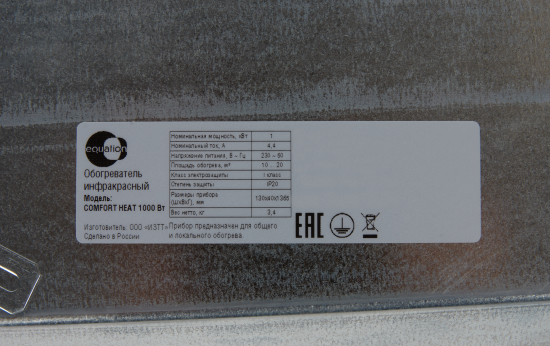 equation
Обогреватель
инфракрасный
Модель:
COMFORT HEAT 1000 Вт
Изготовитель: ООО «ИЗТТ»
Сделано в России
Номинальная мощность, кВт 1
Номинальный ток, А 4,4
Напряжение питания, В – Гц 230 – 50
Площадь обогрева, м² 10 ... 20
Класс электрозащиты I класс
Степень защиты IP20
Размеры прибора
(ШхВхГ), мм
Вес нетто, кг 3,4
Прибор предназначен для общего
и локального обогрева.
EAC